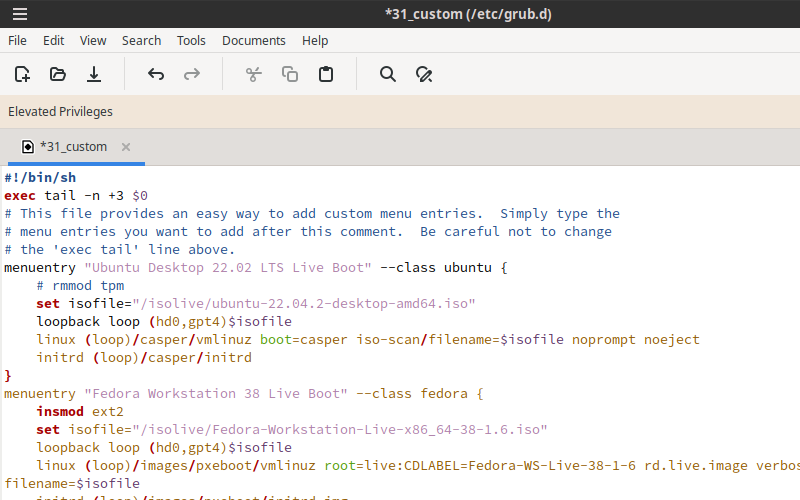 *31_custom (/etc/grub.d)
File Edit View Search Tools Documents Help
Elevated Privileges
*31_custom
#!/bin/sh
exec tail -n +3 $0
# This file provides an easy way to add custom menu entries.  Simply type the
# menu entries you want to add after this comment.  Be careful not to change
# the 'exec tail' line above.
menuentry "Ubuntu Desktop 22.02 LTS Live Boot" --class ubuntu {
    # rmmod tpm
    set isofile="/isolive/ubuntu-22.04.2-desktop-amd64.iso"
    loopback loop (hd0,gpt4)$isofile
    linux (loop)/casper/vmlinuz boot=casper iso-scan/filename=$isofile noprompt noeject
    initrd (loop)/casper/initrd
}
menuentry "Fedora Workstation 38 Live Boot" --class fedora {
    insmod ext2
    set isofile="/isolive/Fedora-Workstation-Live-x86_64-38-1.6.iso"
    loopback loop (hd0,gpt4)$isofile
    linux (loop)/images/pxeboot/vmlinuz root=live:CDLABEL=Fedora-WS-Live-38-1-6 rd.live.image verbos
filename=$isofile
    initrd (loop)/images/pxeboot/initrd.img